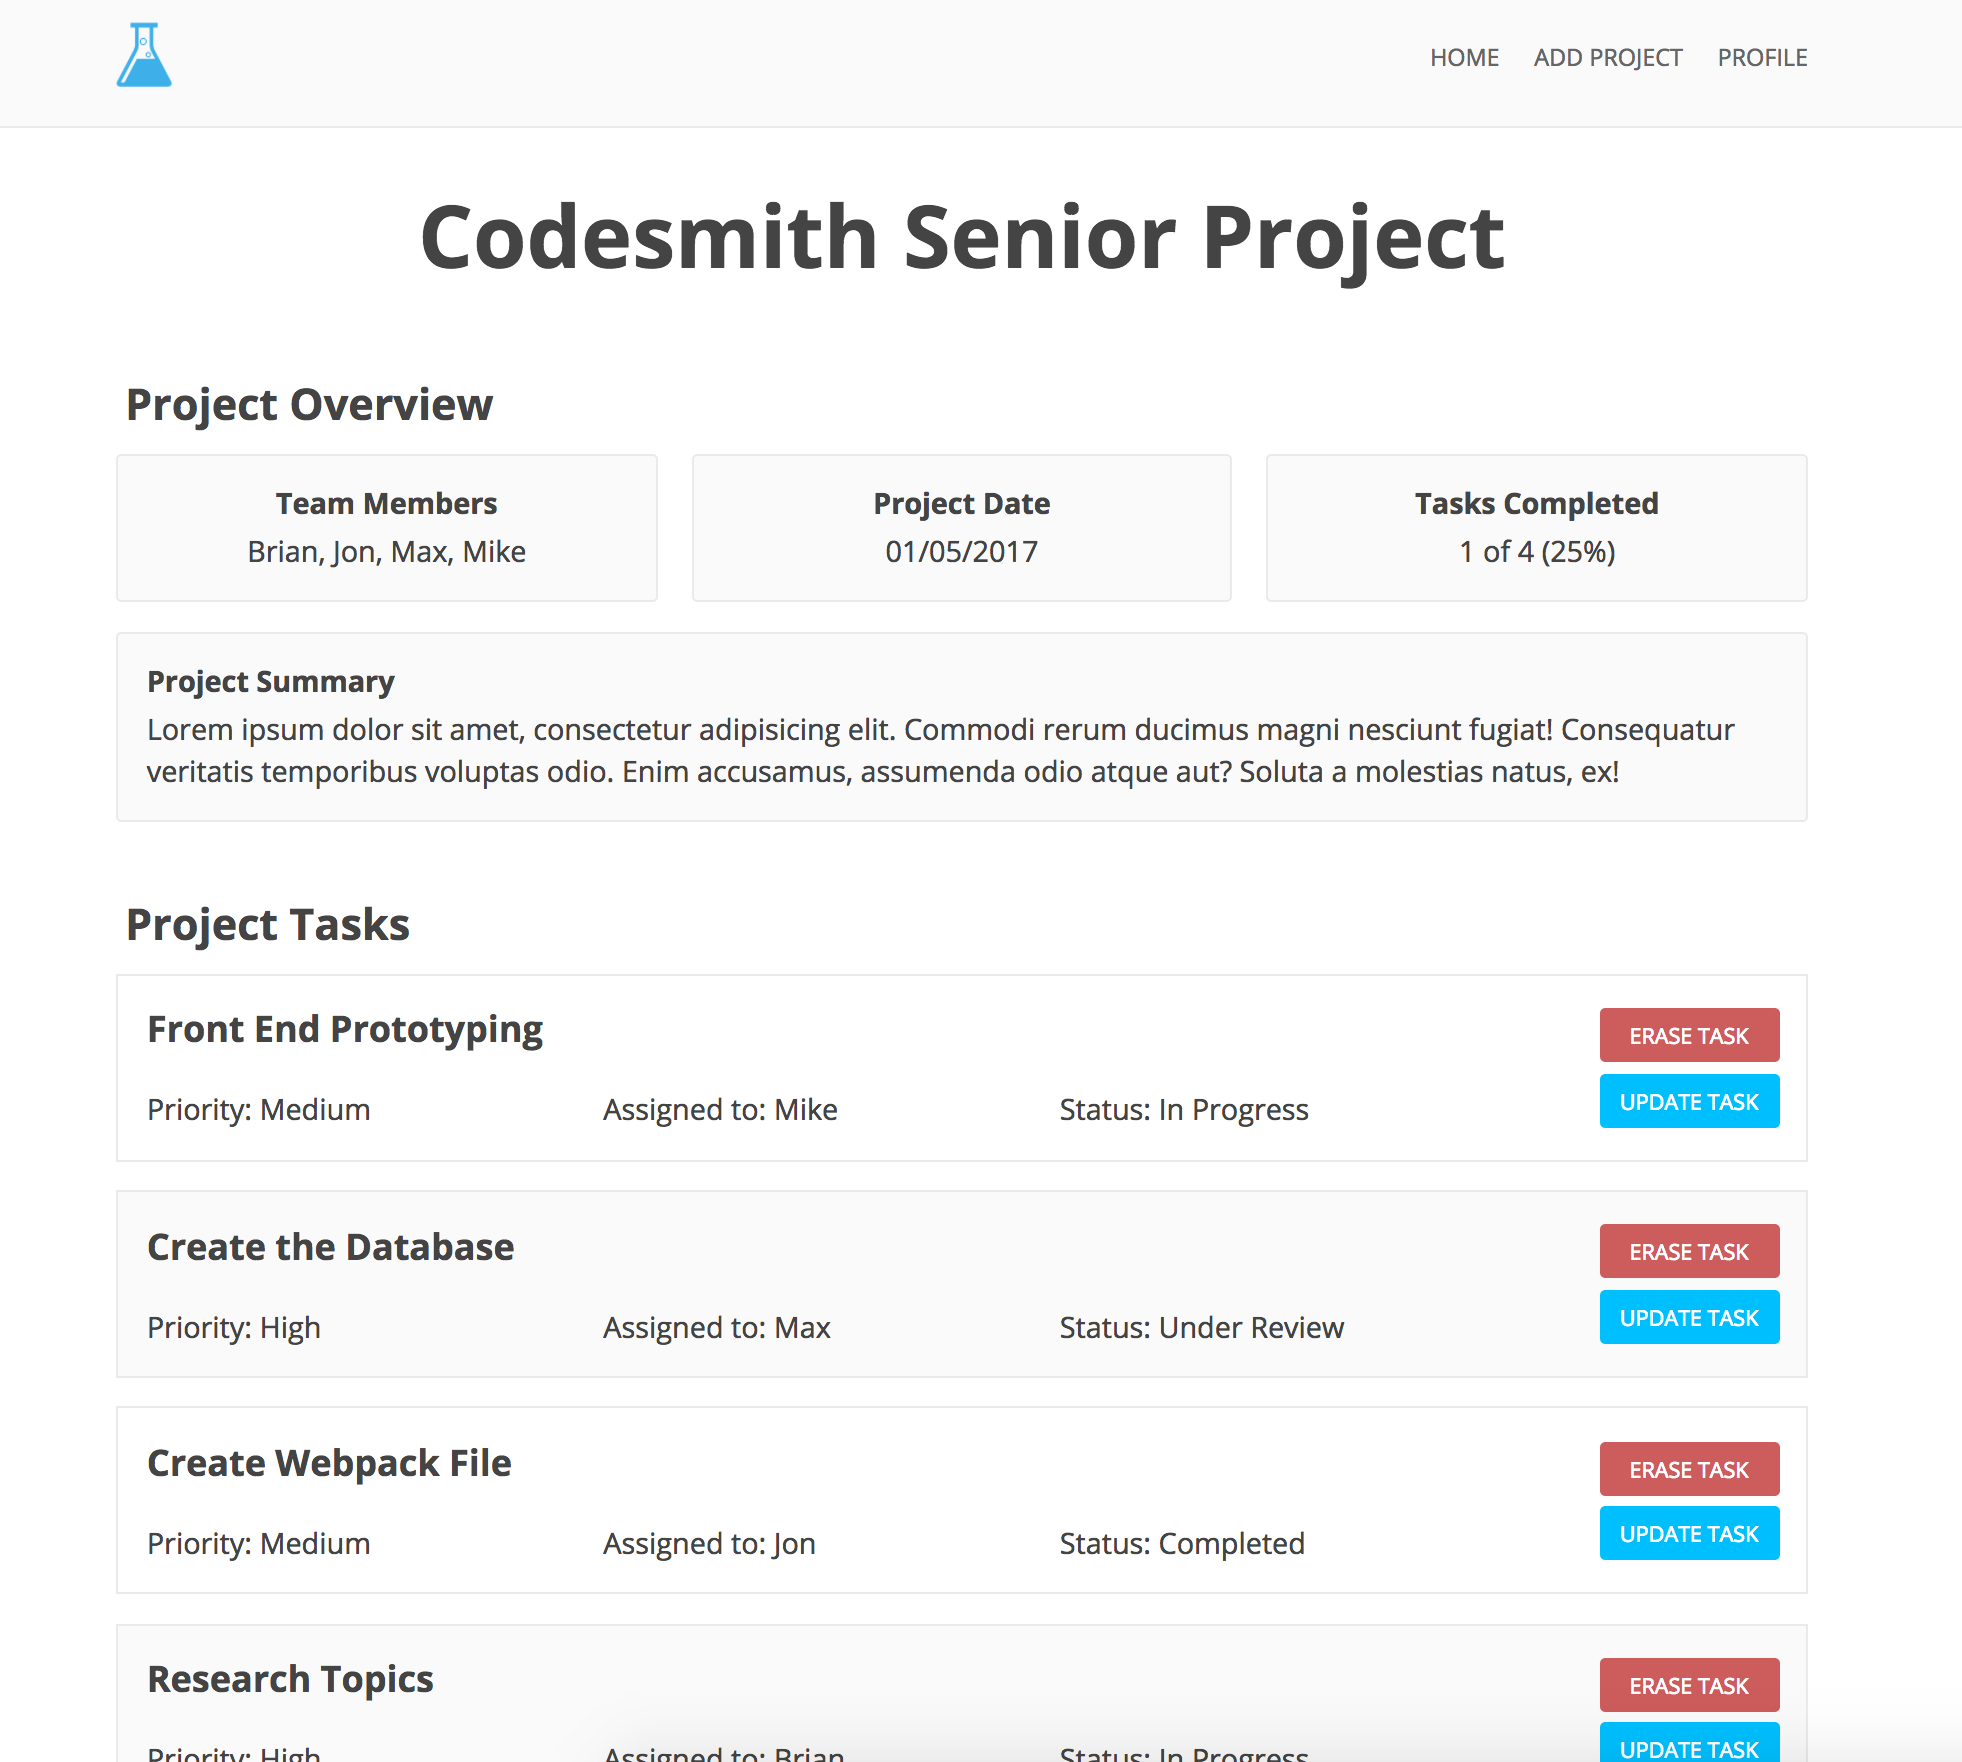 HOME ADD PROJECT PROFILE
Codesmith Senior Project
Project Overview
Team Members
Brian, Jon, Max, Mike
Project Date
01/05/2017
Tasks Completed
1 of 4 (25%)
Project Summary
Lorem ipsum dolor sit amet, consectetur adipisicing elit. Commodi rerum ducimus magni nesciunt fugiat! Consequatur
veritatis temporibus voluptas odio. Enim accusamus, assumenda odio atque aut? Soluta a molestias natus, ex!
Project Tasks
Front End Prototyping
ERASE TASK
Priority: Medium Assigned to: Mike Status: In Progress
UPDATE TASK
Create the Database
ERASE TASK
Priority: High Assigned to: Max Status: Under Review
UPDATE TASK
Create Webpack File
ERASE TASK
Priority: Medium Assigned to: Jon Status: Completed
UPDATE TASK
Research Topics
ERASE TASK
Priority: High Assigned to: Brian Status: In Progress
UPDATE TASK